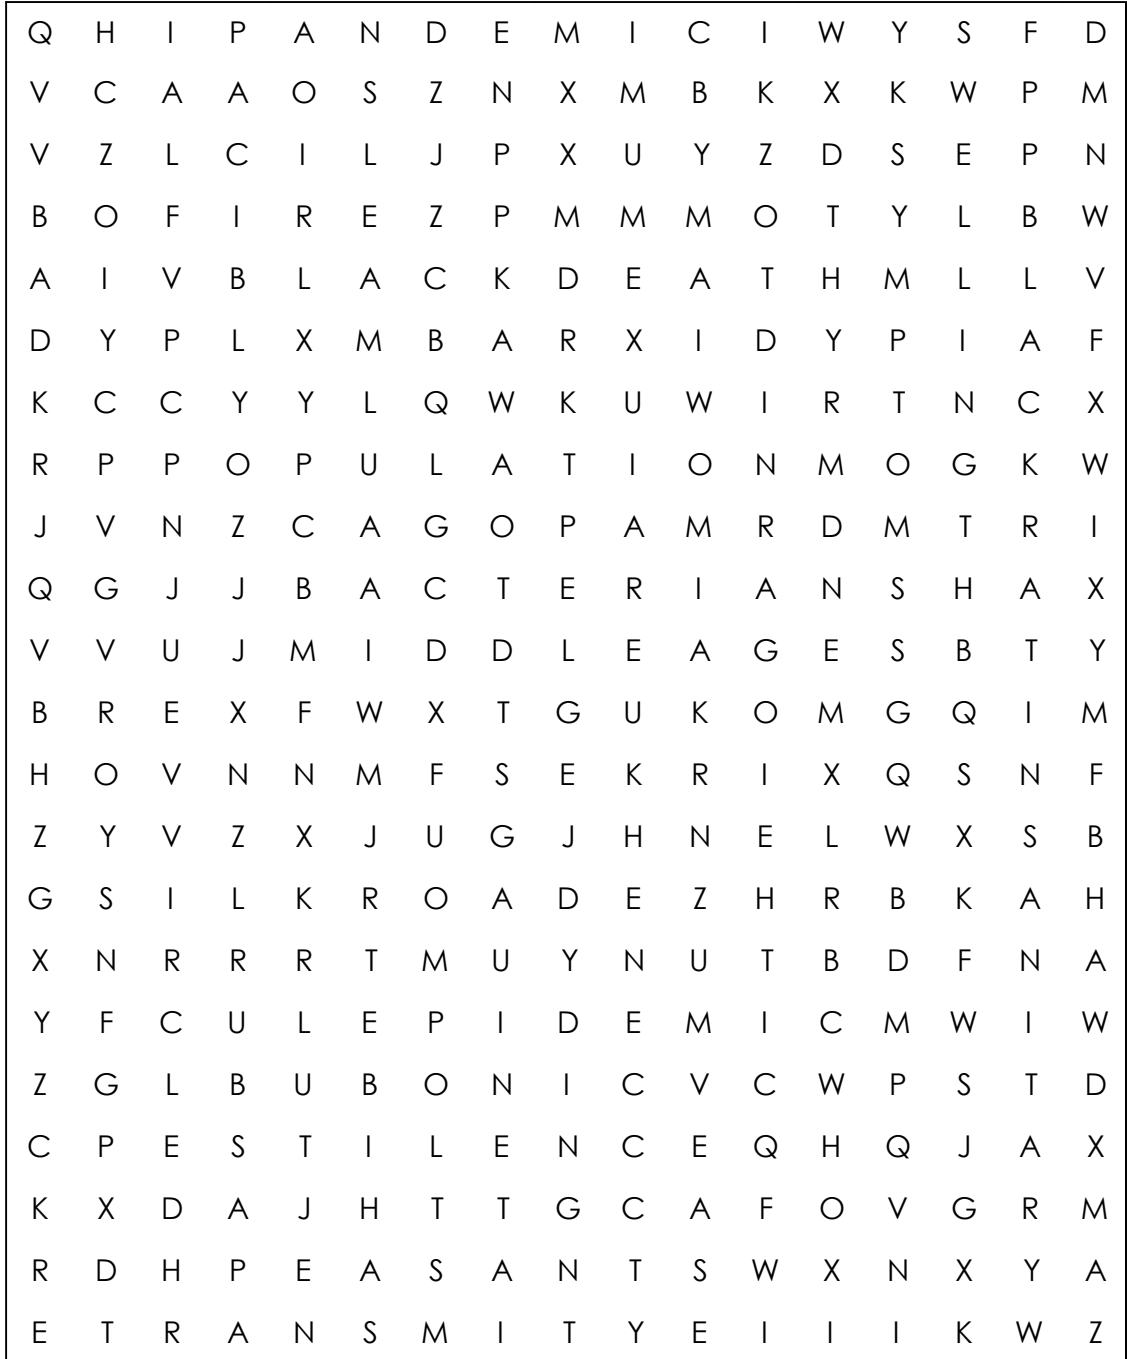 Q H I P A N D E M I C I W Y S F D
V C A A O S Z N X M B K X K W P M
V Z L C I L J P X U Y Z D S E P N
B O F I R E Z P M M M O T Y L B W
A I V B L A C K D E A T H M L L V
D Y P L X M B A R X I D Y P I A F
K C C Y Y L Q W K U W I R T N C X
R P P O P U L A T I O N M O G K W
J V N Z C A G O P A M R D M T R I
Q G J J B A C T E R I A N S H A X
V V U J M I D D L E A G E S B T Y
B R E X F W X T G U K O M G Q I M
H O V N N M F S E K R I X Q S N F
Z Y V Z X J U G J H N E L W X S B
G S I L K R O A D E Z H R B K A H
X N R R R T M U Y N U T B D F N A
Y F C U L E P I D E M I C M W I W
Z G L B U B O N I C V C W P S T D
C P E S T I L E N C E Q H Q J A X
K X D A J H T T G C A F O V G R M
R D H P E A S A N T S W X N X Y A
E T R A N S M I T Y E I I I K W Z